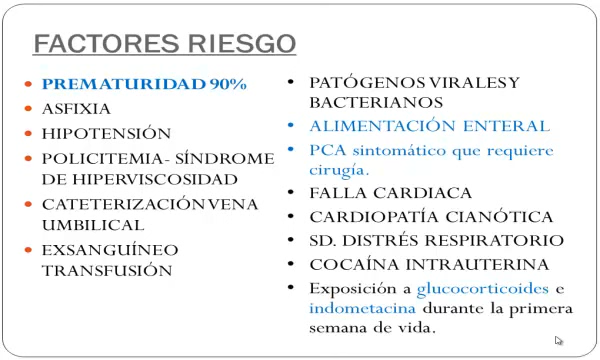 FACTORES RIESGO
PREMATURIDAD 90%
ASFIXIA
HIPOTENSIÓN
POLICITEMIA- SÍNDROME
DE HIPERVISCOSIDAD
CATETERIZACIÓN VENA
UMBILICAL
EXSANGUÍNEO
TRANSFUSIÓN
PATÓGENOS VIRALES Y
BACTERIANOS
ALIMENTACIÓN ENTERAL
PCA sintomático que requiere
cirugía.
FALLA CARDIACA
CARDIOPATÍA CIANÓTICA
SD. DISTRÉS RESPIRATORIO
COCAÍNA INTRAUTERINA
Exposición a glucocorticoides e
indometacina durante la primera
semana de vida.